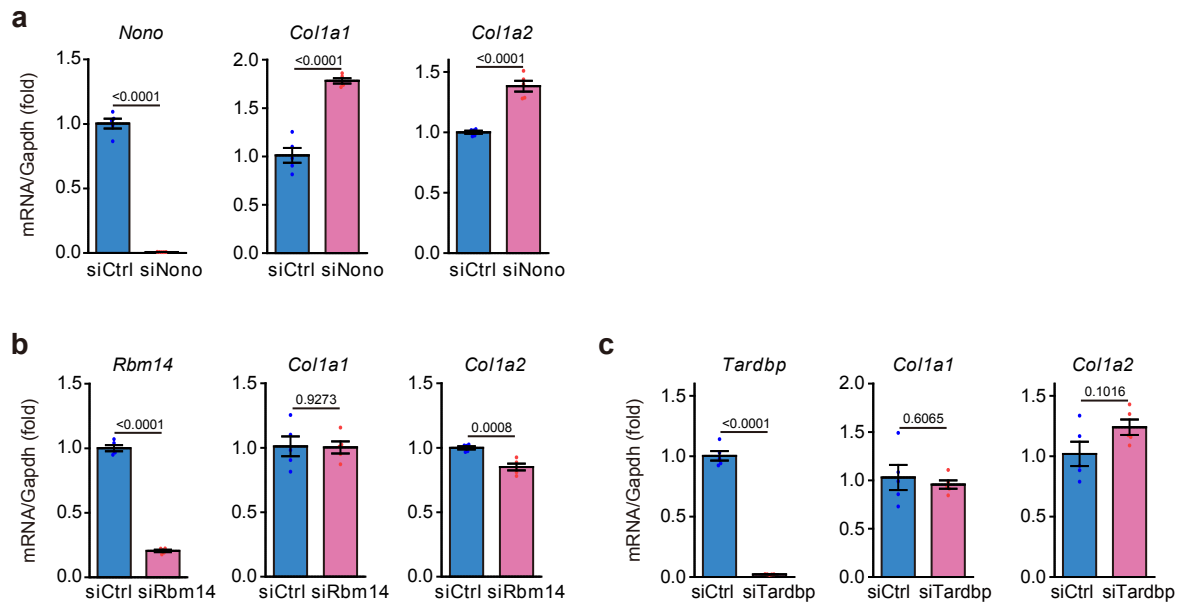 a
Nono
Col1a1
Col1a2
mRNA/Gapdh (fold)
1.5
1.0
0.5
0.0
<0.0001
siCtrl siNono
2.0
1.5
1.0
0.5
0.0
<0.0001
siCtrl siNono
1.5
1.0
0.5
0.0
<0.0001
siCtrl siNono
b
Rbm14
Col1a1
Col1a2
mRNA/Gapdh (fold)
1.5
1.0
0.5
0.0
<0.0001
siCtrl siRbm14
1.5
1.0
0.5
0.0
0.9273
siCtrl siRbm14
1.5
1.0
0.5
0.0
0.0008
siCtrl siRbm14
c
Tardbp
Col1a1
Col1a2
mRNA/Gapdh (fold)
1.5
1.0
0.5
0.0
<0.0001
siCtrl siTardbp
2.0
1.5
1.0
0.5
0.0
0.6065
siCtrl siTardbp
1.5
1.0
0.5
0.0
0.1016
siCtrl siTardbp